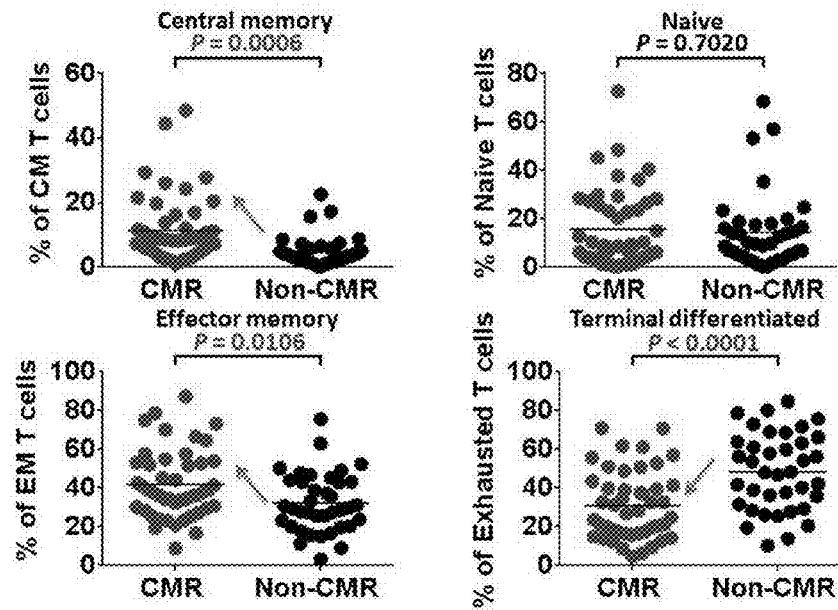 Central memory
P = 0.0006
% of CM T cells
60
40
20
0
CMR Non-CMR
Naive
P = 0.7020
% of Naive T cells
80
60
40
20
0
CMR Non-CMR
Effector memory
P = 0.0106
% of EM T cells
100
80
60
40
20
0
CMR Non-CMR
Terminal differentiated
P < 0.0001
% of Exhausted T cells
100
80
60
40
20
0
CMR Non-CMR